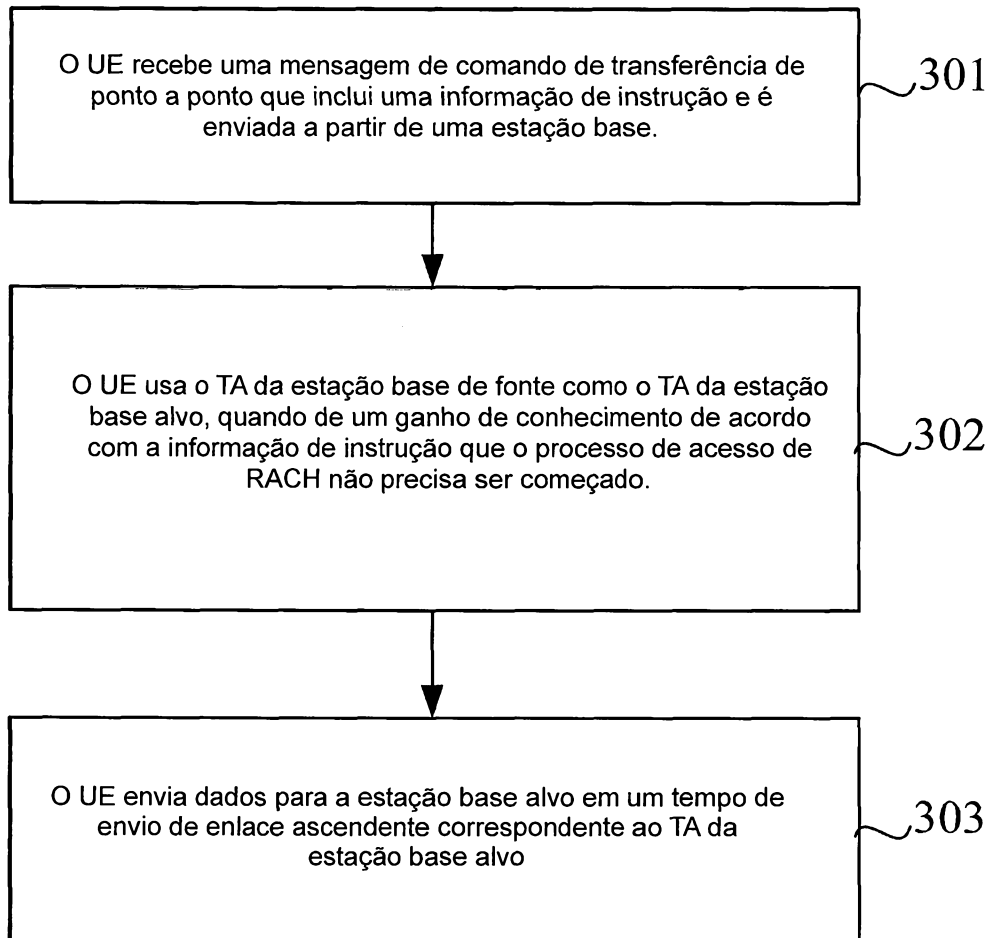 O UE recebe uma mensagem de comando de transferência de
ponto a ponto que inclui uma informação de instrução e é
enviada a partir de uma estação base.
301
O UE usa o TA da estação base de fonte como o TA da estação
base alvo, quando de um ganho de conhecimento de acordo
com a informação de instrução que o processo de acesso de
RACH não precisa ser começado.
302
O UE envia dados para a estação base alvo em um tempo de
envio de enlace ascendente correspondente ao TA da
estação base alvo
303